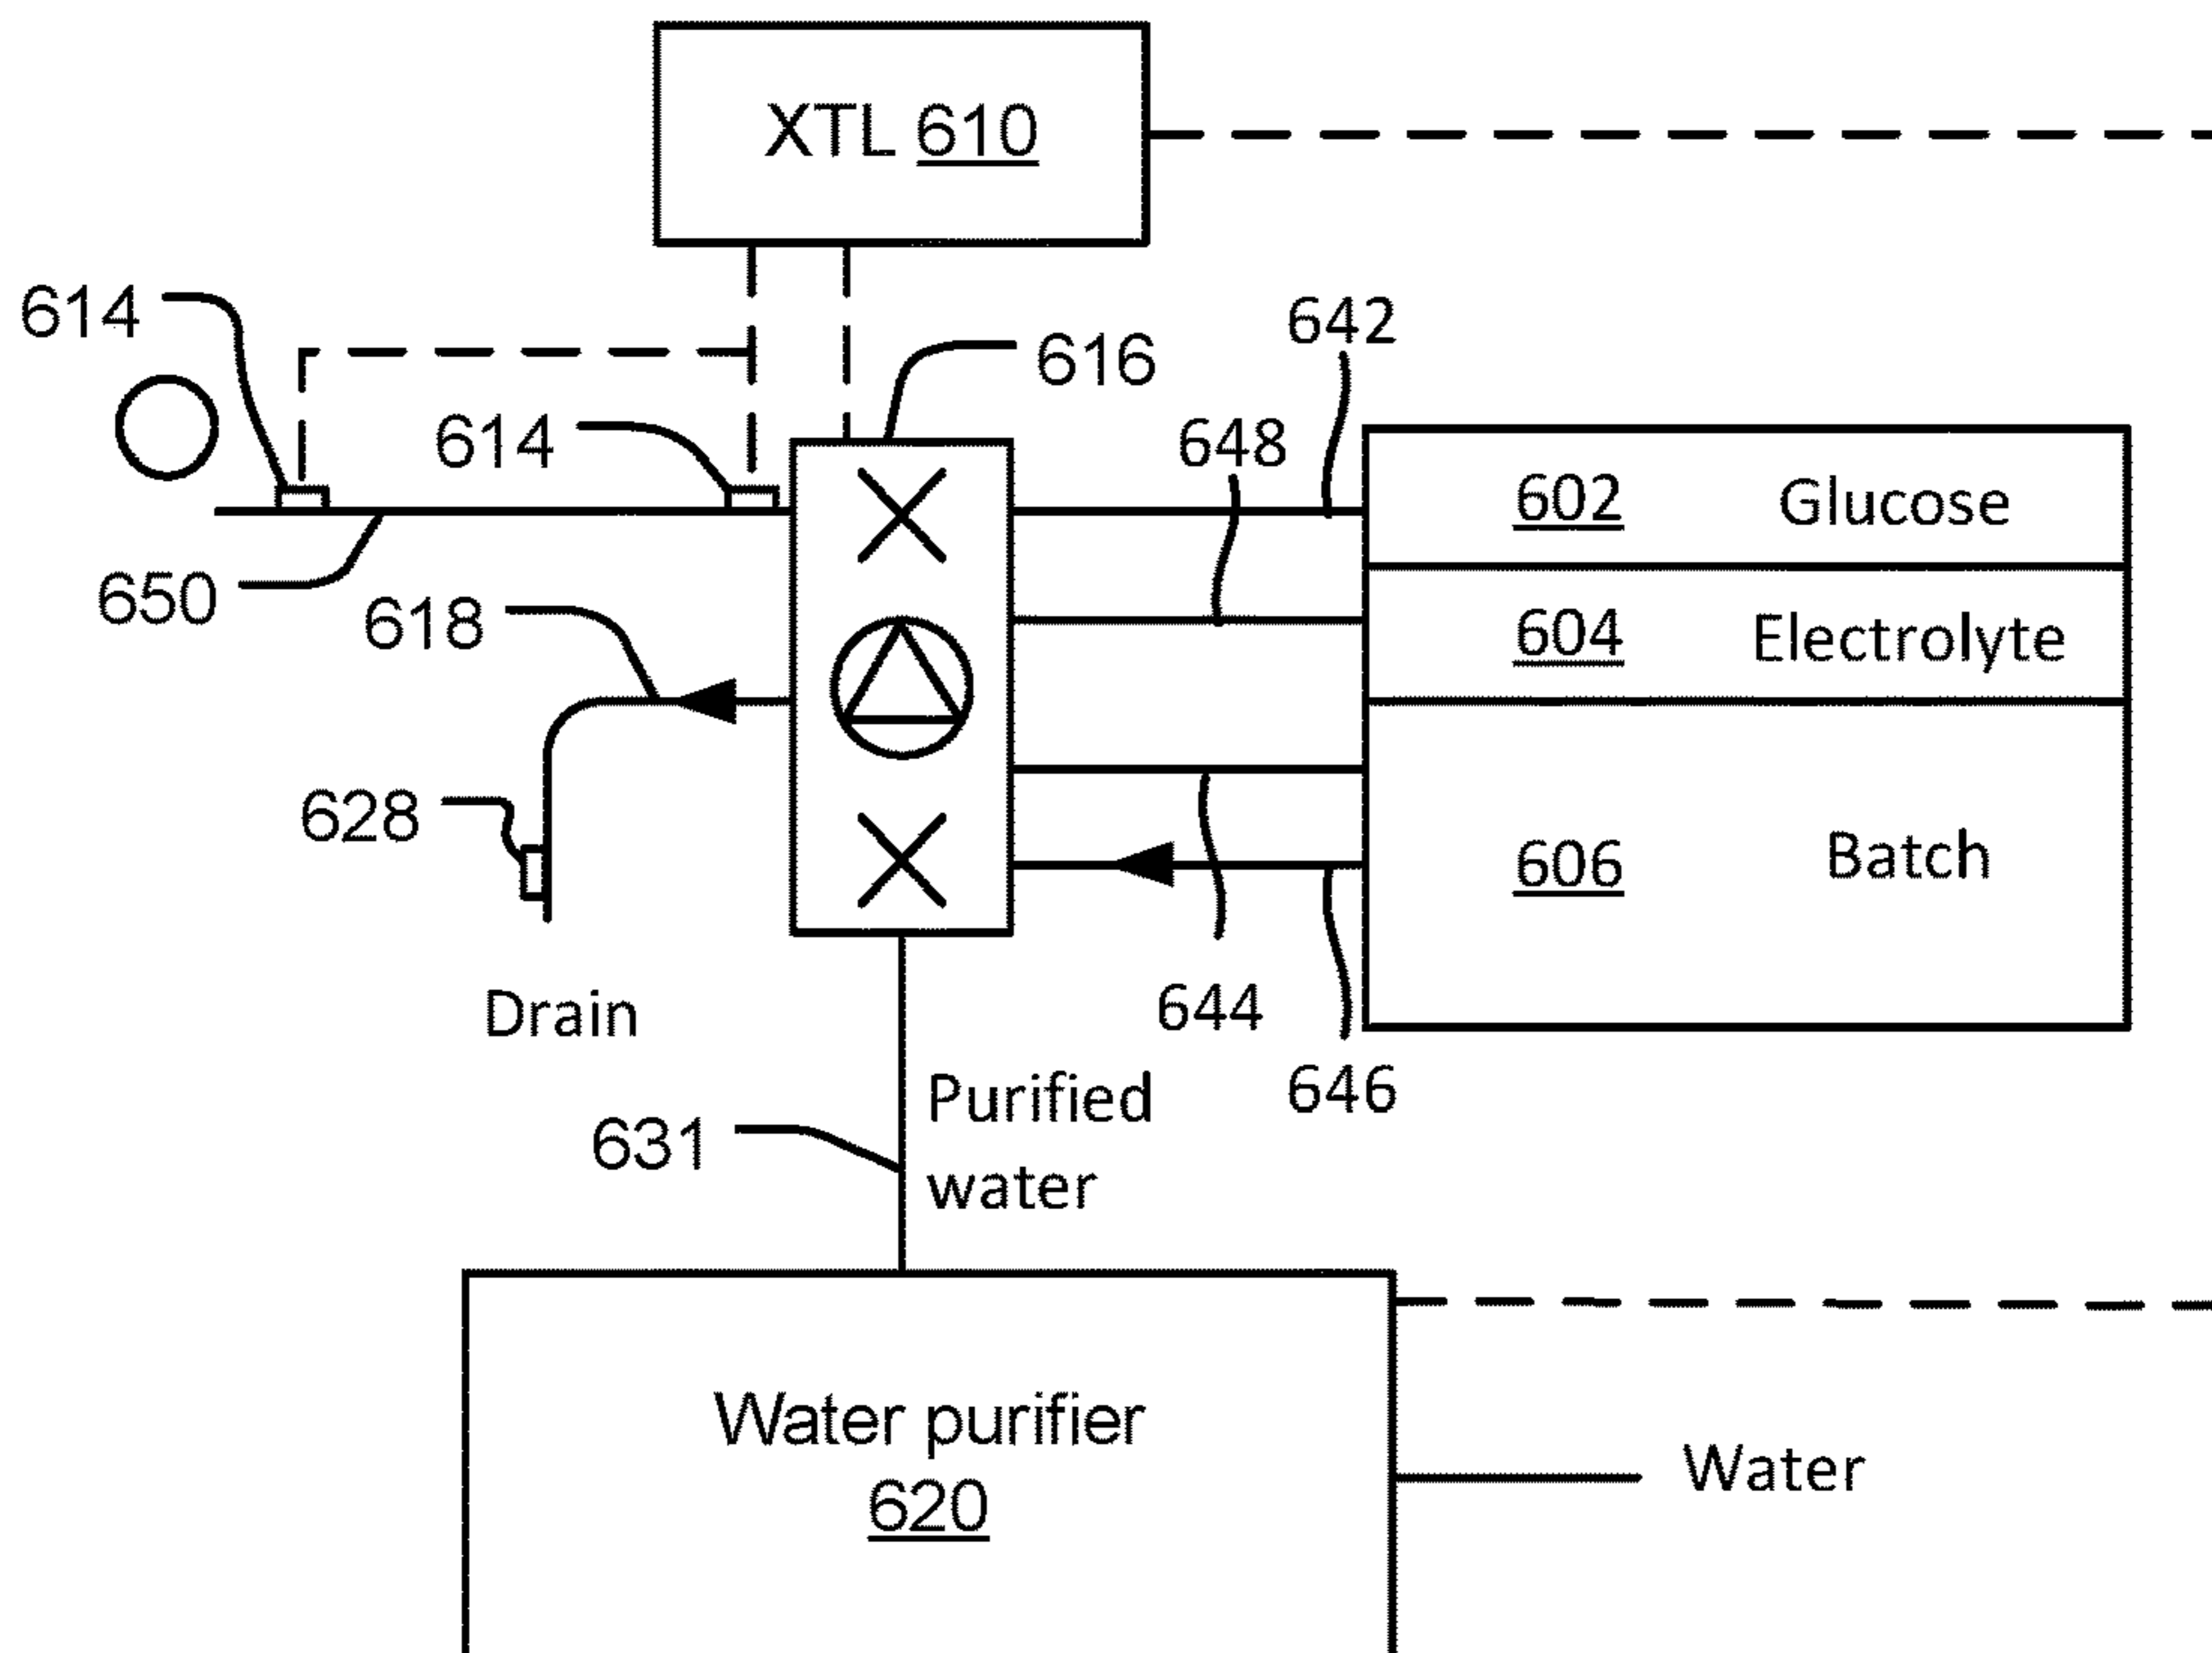 XTL 610
614
642
616
614
648
602 Glucose
650
618
604 Electrolyte
628
606 Batch
Drain
644
646
Purified
water
631
Water purifier
620
Water